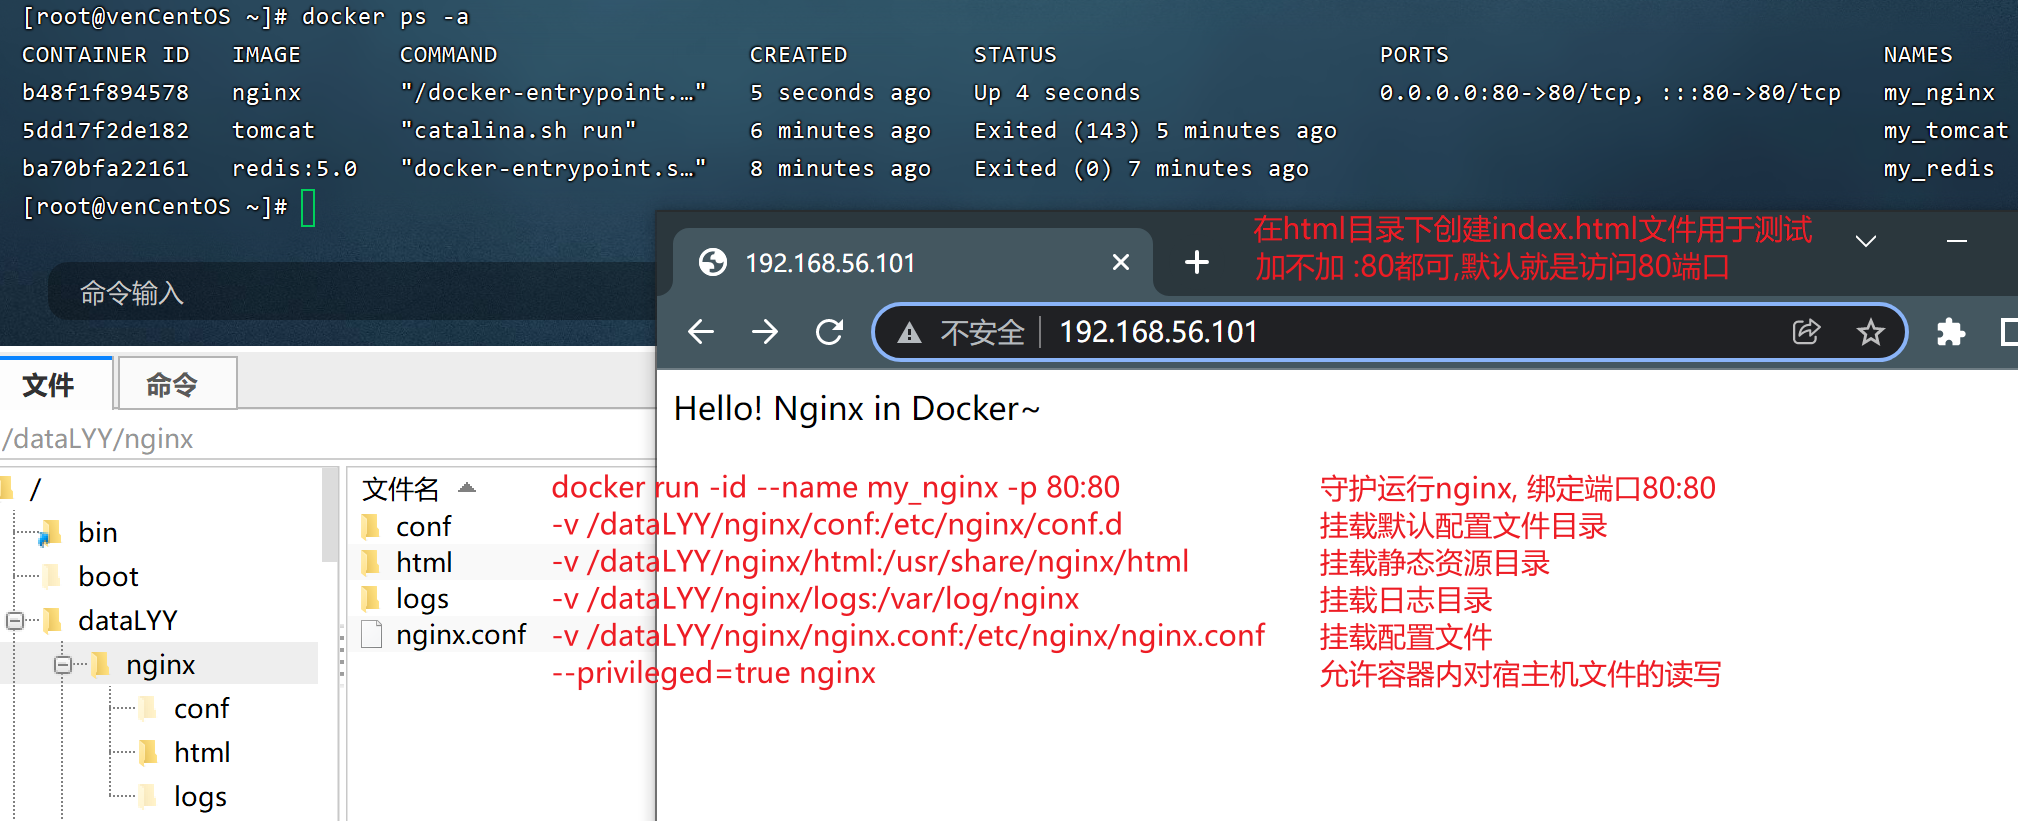 [root@venCentOS ~]# docker ps -a
CONTAINER ID IMAGE COMMAND CREATED STATUS PORTS NAMES
b48f1f894578 nginx "/docker-entrypoint.…" 5 seconds ago Up 4 seconds 0.0.0.0:80->80/tcp, :::80->80/tcp my_nginx
5dd17f2de182 tomcat "catalina.sh run" 6 minutes ago Exited (143) 5 minutes ago my_tomcat
ba70bfa22161 redis:5.0 "docker-entrypoint.s…" 8 minutes ago Exited (0) 7 minutes ago my_redis
[root@venCentOS ~]#
命令输入
在html目录下创建index.html文件用于测试
加不加 :80都可,默认就是访问80端口
192.168.56.101
不安全 192.168.56.101
Hello! Nginx in Docker~
文件 命令
/dataLYY/nginx
/
bin
boot
dataLYY
nginx
conf
html
logs
文件名
conf
html
logs
nginx.conf
docker run -id --name my_nginx -p 80:80 守护运行nginx, 绑定端口80:80
-v /dataLYY/nginx/conf:/etc/nginx/conf.d 挂载默认配置文件目录
-v /dataLYY/nginx/html:/usr/share/nginx/html 挂载静态资源目录
-v /dataLYY/nginx/logs:/var/log/nginx 挂载日志目录
-v /dataLYY/nginx/nginx.conf:/etc/nginx/nginx.conf 挂载配置文件
--privileged=true nginx 允许容器内对宿主机文件的读写